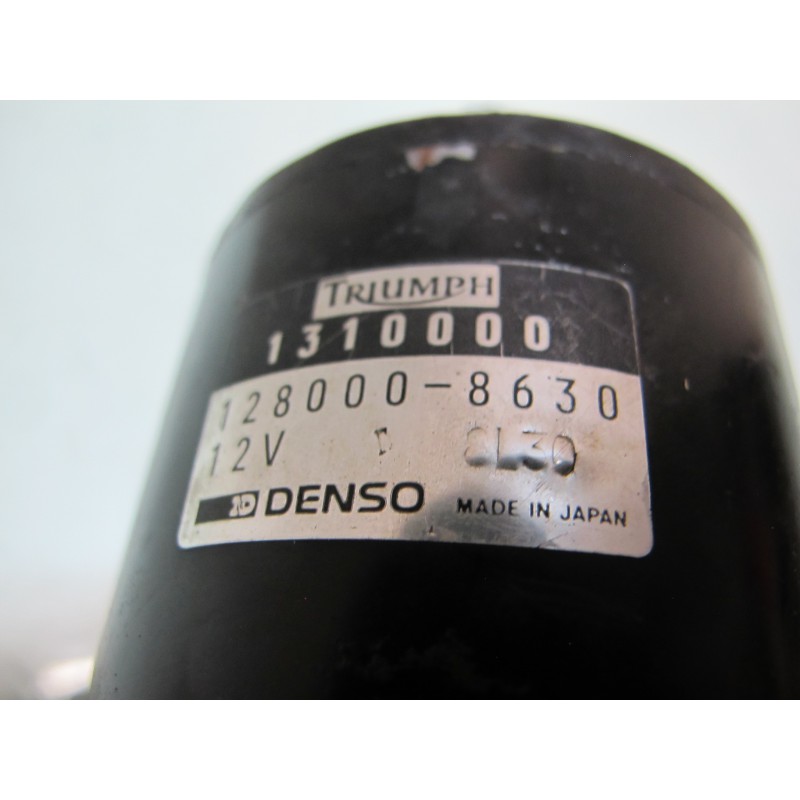 TRIUMPH
1310000
128000-8630
12V
DENSO MADE IN JAPAN